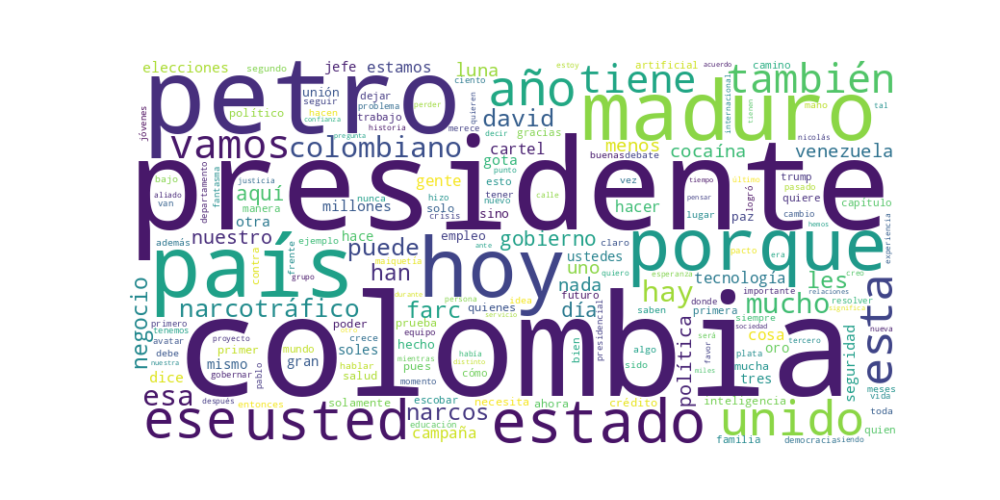 elecciones segundo jefe estamos luna estoy artificial acuerdo camino
petro año tiene también
unión seguir dejar ciento quieren hacen perder
jóvenes político confianza problema trabajo historia david maduro internacional tienen mano tal
vamos colombiano merece decir gracias pregunta menos nicolás
cartel buenas debate cocaína venezuela
presidente
bajo justicia gota gente punto esto vez trump tiempo último pasado
aliado van departamento fantasma aquí nunca hizo tener nuevo calle quiere pensar logró capítulo
manera millones solo crisis sino hacer lugar paz cambio
otra nuestro hace empleo gobierno ustedes claro hemos experiencia
además ejemplo puede ante porque pacto era
país hoy
contra frente maiquetia han uno quiero esperanza tecnología creo les
negocio grupo nada futuro hay importante relaciones
narcotráfico durante persona farc idea día donde mucho resolver significa
colombia
primero tenemos poder prueba quienes servicio saben primera siempre esta
avatar proyecto crece equipo había bien presidencial será sociedad cosa nueva
debe primer mundo soles hecho distinta algo favor plata tercero oro seguridad
nuestra mismo gran mientras pues cómo sido política miles mucha tres meses
dice gobernar pablo hablar salud momento inteligencia vida
esa después entonces solamente escobar necesita ahora crédito toda
ese usted narcos estado unido quien
educación campaña familia democracia siendo